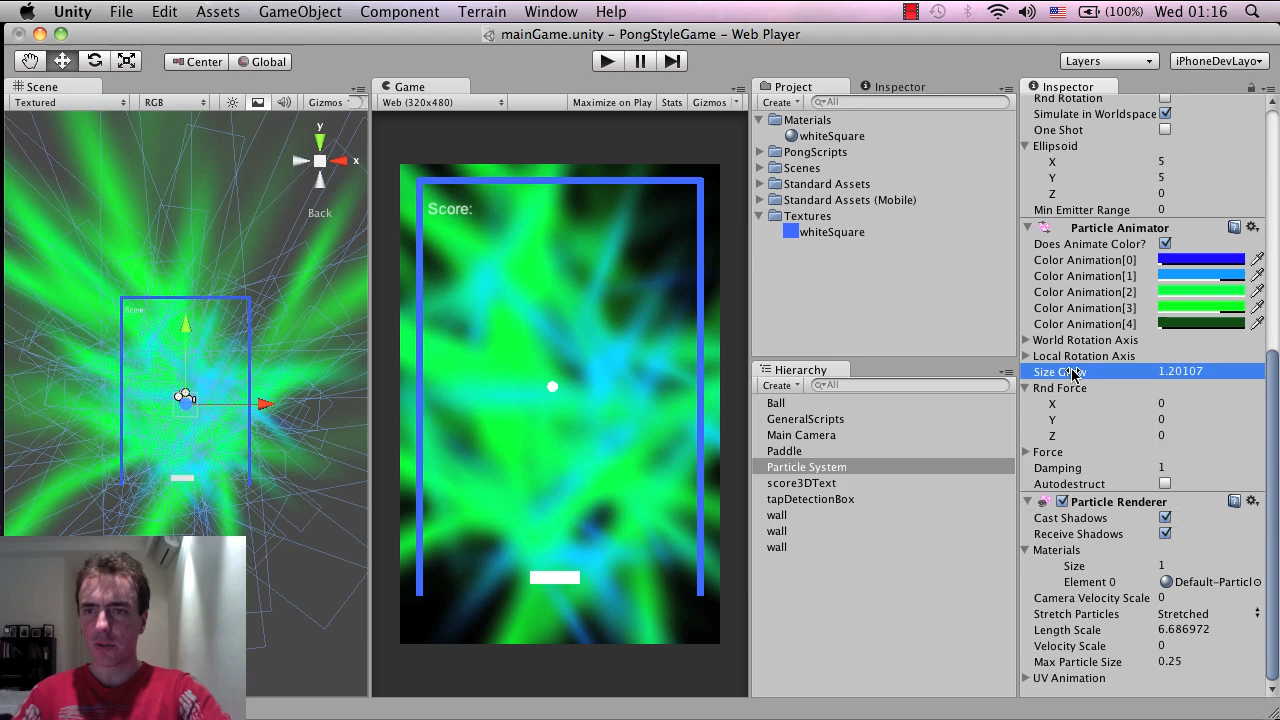 Unity File Edit Assets GameObject Component Terrain Window Help (100%) Wed 01:16
mainGame.unity - PongStyleGame - Web Player
Center Global Layers iPhoneDevLayo
Scene
Textured RGB Gizmos
y
x
Back
Score:
Game
Web (320x480) Maximize on Play Stats Gizmos
Score:
Project Inspector
Create All
Materials
whiteSquare
PongScripts
Scenes
Standard Assets
Standard Assets (Mobile)
Textures
whiteSquare
Hierarchy
Create All
Ball
GeneralScripts
Main Camera
Paddle
Particle System
score3DText
tapDetectionBox
wall
wall
wall
Inspector
Rnd Rotation
Simulate in Worldspace
One Shot
Ellipsoid
X 5
Y 5
Z 0
Min Emitter Range 0
Particle Animator
Does Animate Color?
Color Animation[0]
Color Animation[1]
Color Animation[2]
Color Animation[3]
Color Animation[4]
World Rotation Axis
Local Rotation Axis
Size Grow 1.20107
Rnd Force
X 0
Y 0
Z 0
Force
Damping 1
Autodestruct
Particle Renderer
Cast Shadows
Receive Shadows
Materials
Size 1
Element 0 Default-Particl
Camera Velocity Scale 0
Stretch Particles Stretched
Length Scale 6.686972
Velocity Scale 0
Max Particle Size 0.25
UV Animation